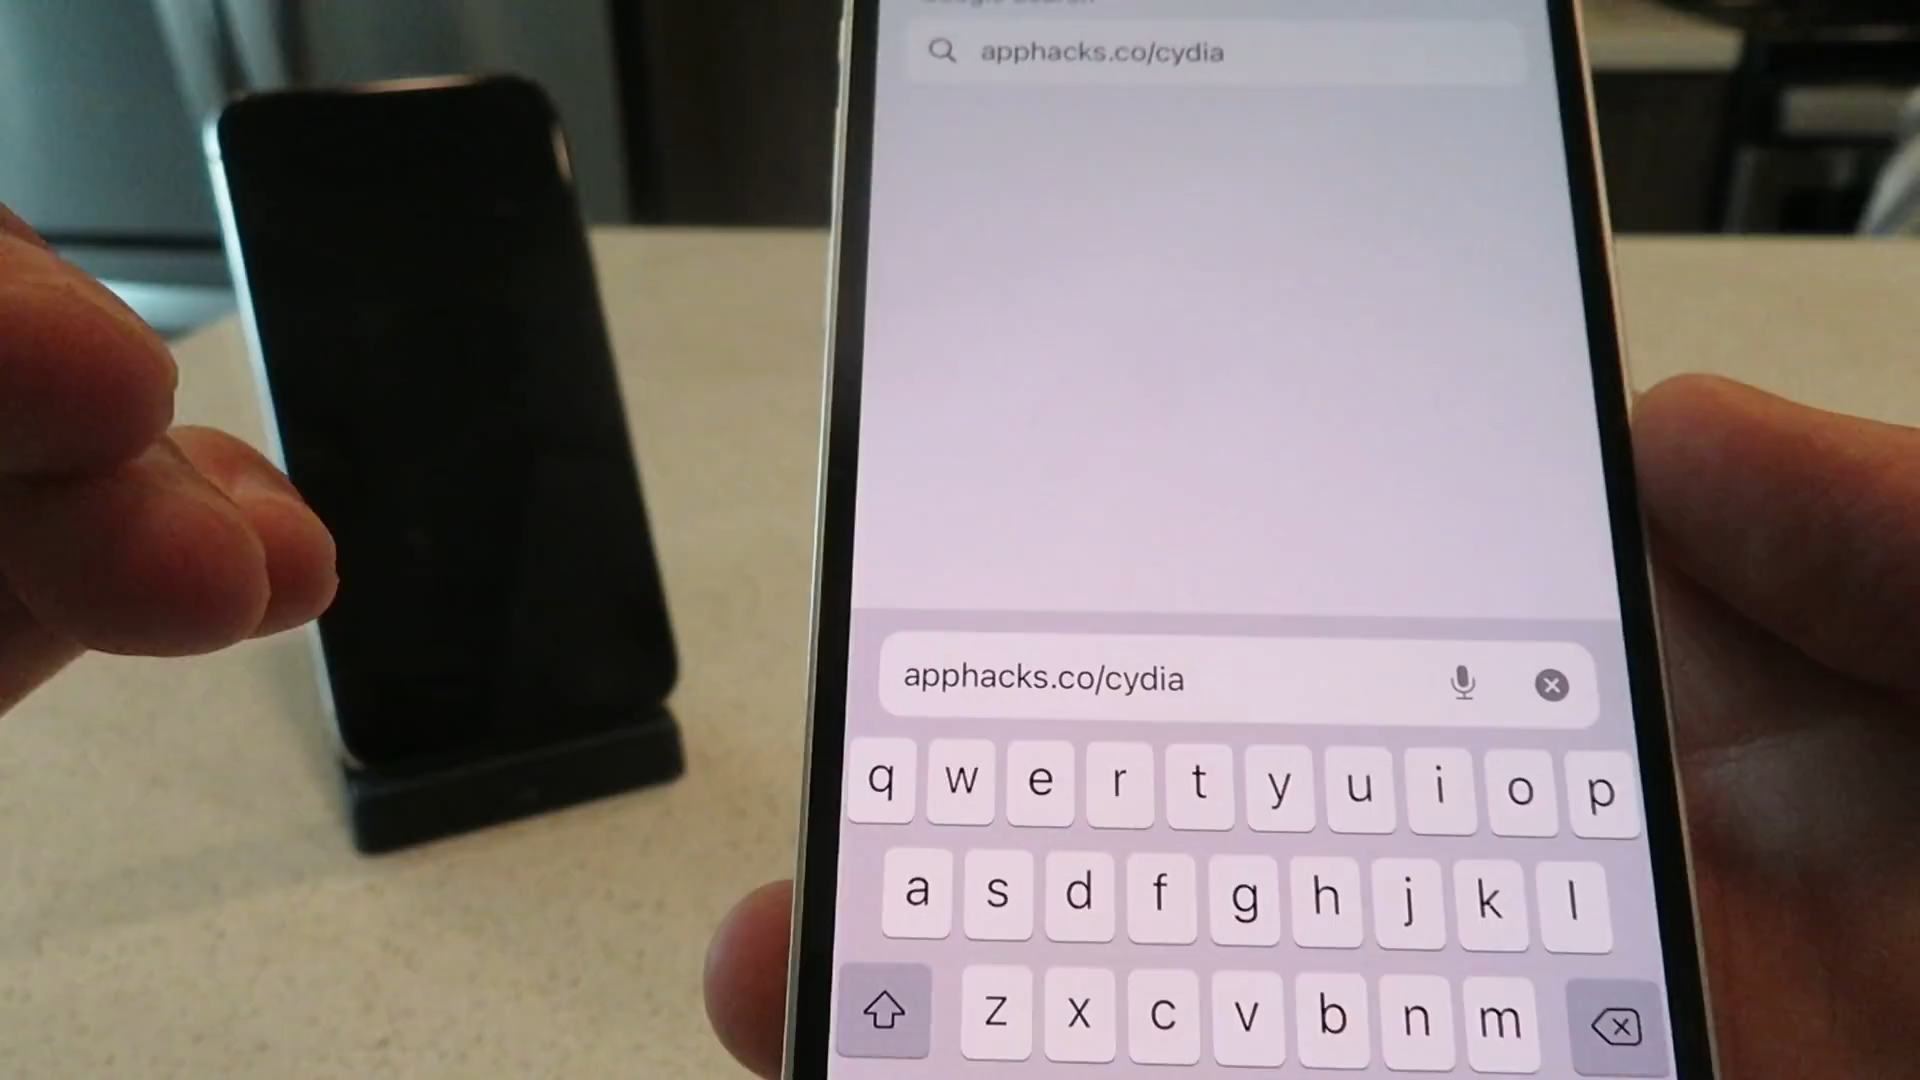 apphacks.co/cydia
apphacks.co/cydia
q w e r t y u i o p
a s d f g h j k l
z x c v b n m